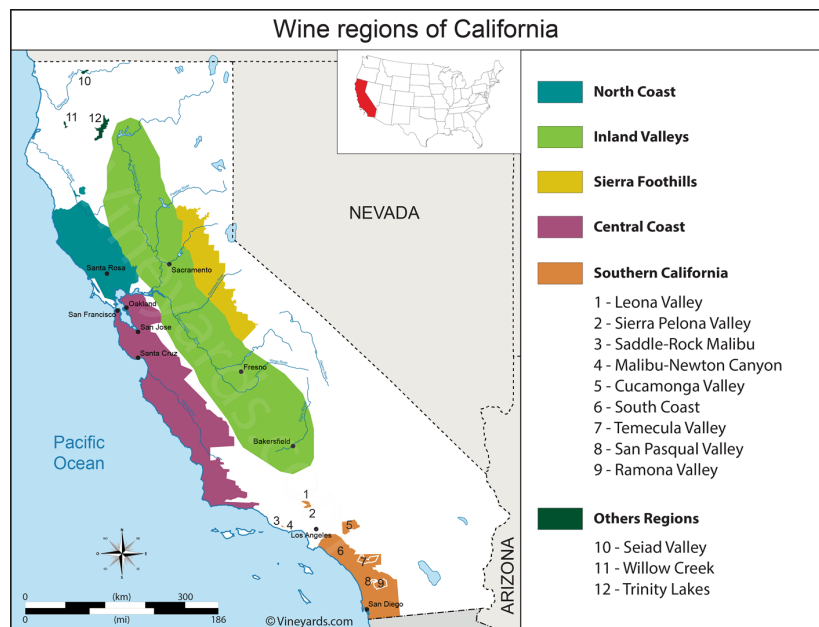 Wine regions of California
10
11
12
NEVADA
Santa Rosa
Sacramento
Oakland
San Francisco
San Jose
Santa Cruz
Fresno
Bakersfield
Pacific
Ocean
1
2
3
4
5
Los Angeles
6
7
8
9
San Diego
ARIZONA
N
S
0
(km)
300
0
(mi)
186
©Vineyards.com
North Coast
Inland Valleys
Sierra Foothills
Central Coast
Southern California
1 - Leona Valley
2 - Sierra Pelona Valley
3 - Saddle-Rock Malibu
4 - Malibu-Newton Canyon
5 - Cucamonga Valley
6 - South Coast
7 - Temecula Valley
8 - San Pasqual Valley
9 - Ramona Valley
Others Regions
10 - Seiad Valley
11 - Willow Creek
12 - Trinity Lakes